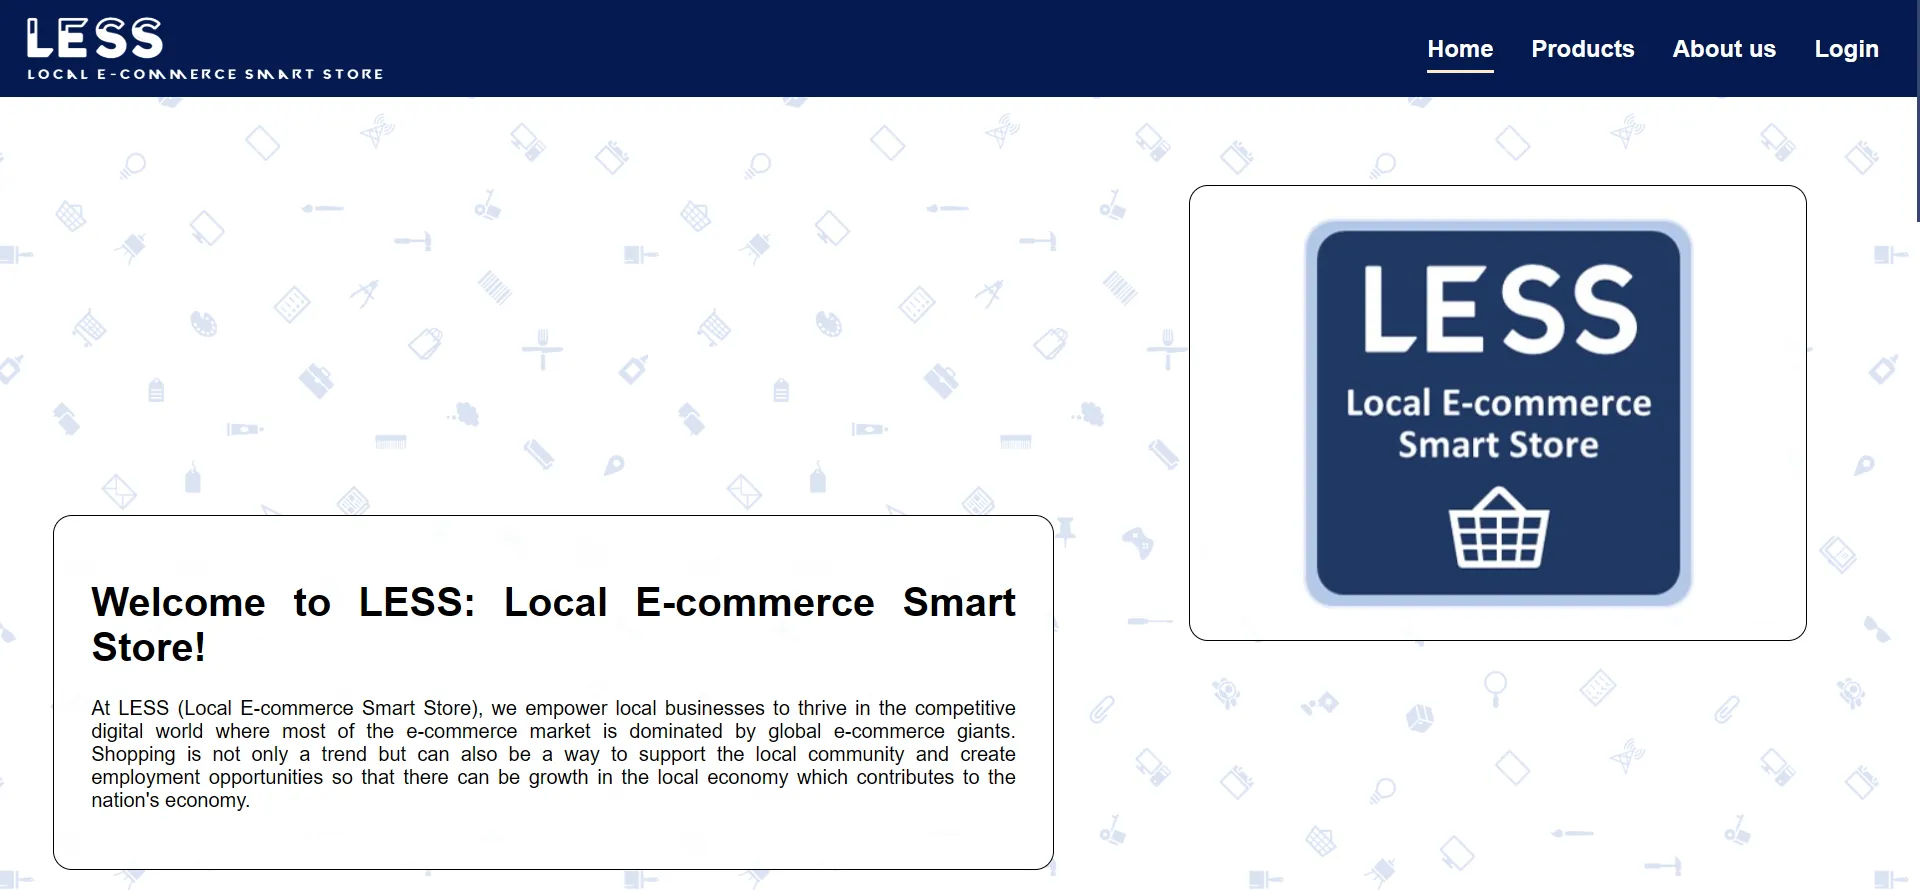 LESS
LOCAL E-COMMERCE SMART STORE
Home Products About us Login
LESS
Local E-commerce
Smart Store
Welcome to LESS: Local E-commerce Smart
Store!
At LESS (Local E-commerce Smart Store), we empower local businesses to thrive in the competitive
digital world where most of the e-commerce market is dominated by global e-commerce giants.
Shopping is not only a trend but can also be a way to support the local community and create
employment opportunities so that there can be growth in the local economy which contributes to the
nation's economy.